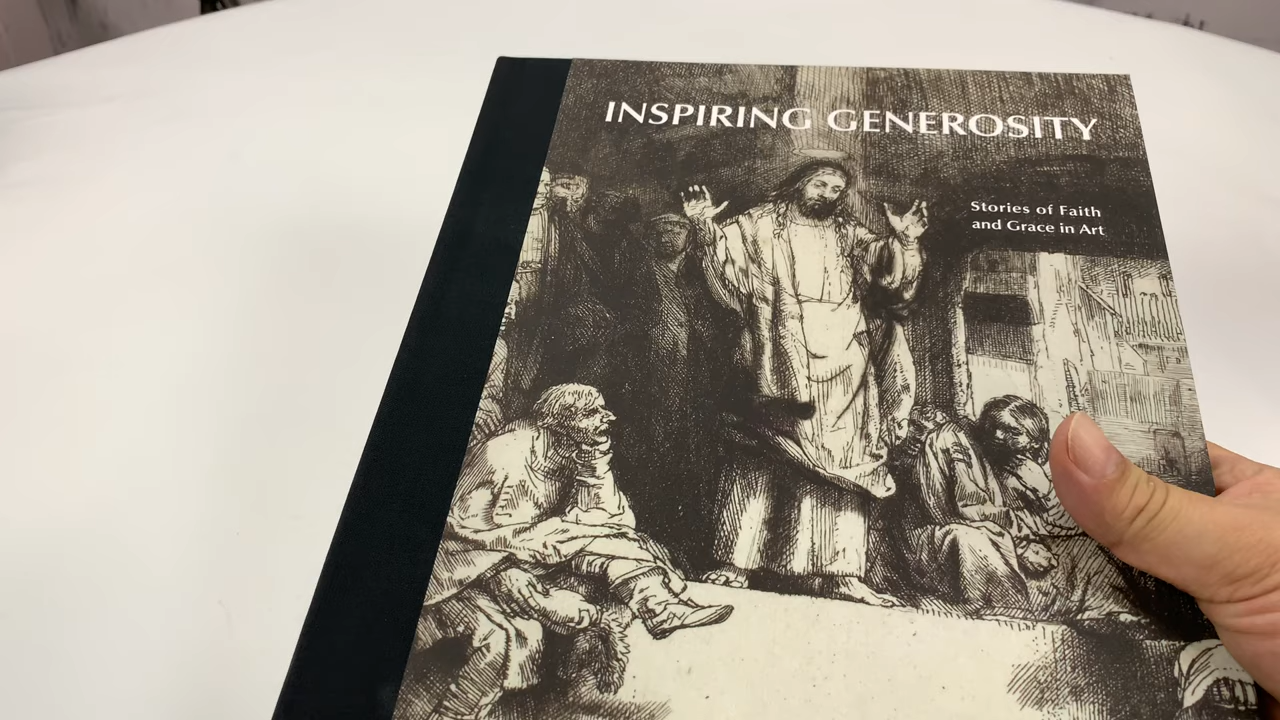 INSPIRING GENEROSITY
Stories of Faith
and Grace in Art